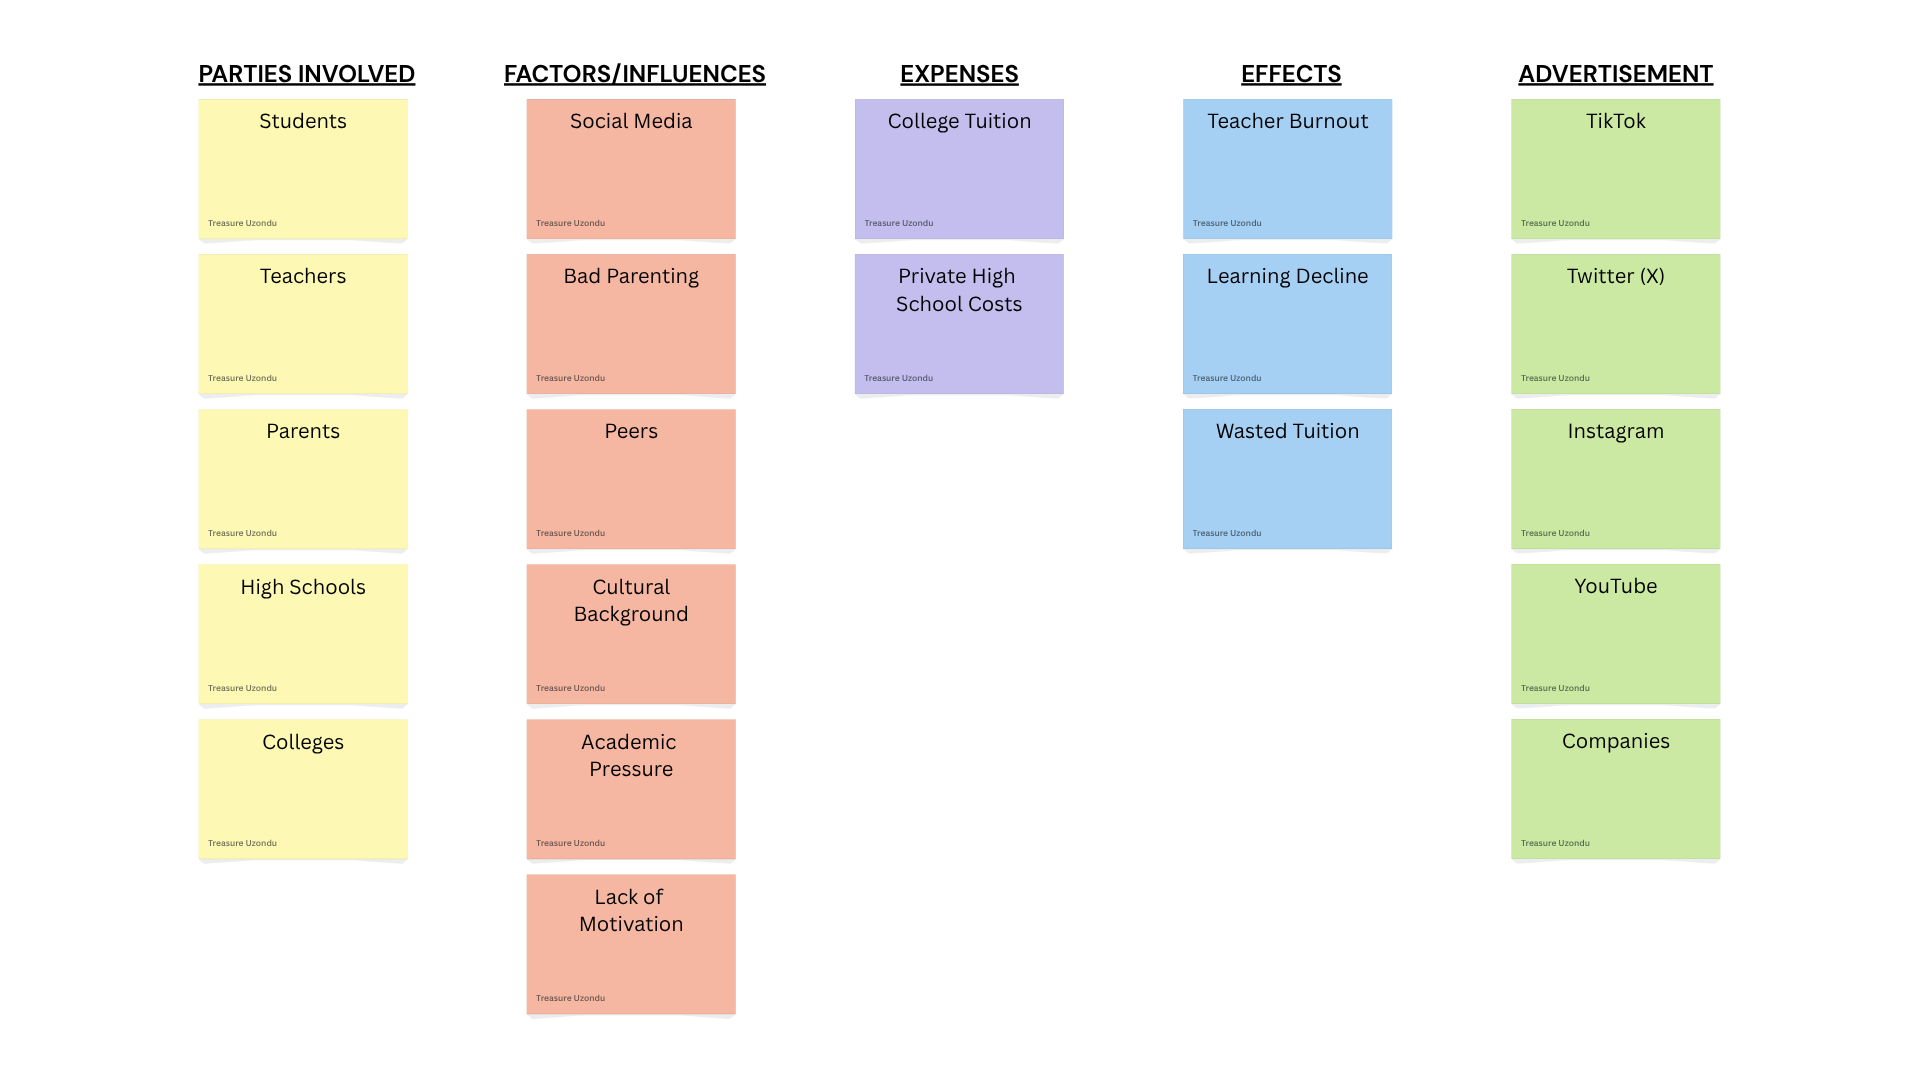 PARTIES INVOLVED
Students
Treasure Uzondu
Teachers
Treasure Uzondu
Parents
Treasure Uzondu
High Schools
Treasure Uzondu
Colleges
Treasure Uzondu
FACTORS/INFLUENCES
Social Media
Treasure Uzondu
Bad Parenting
Treasure Uzondu
Peers
Treasure Uzondu
Cultural
Background
Treasure Uzondu
Academic
Pressure
Treasure Uzondu
Lack of
Motivation
Treasure Uzondu
EXPENSES
College Tuition
Treasure Uzondu
Private High
School Costs
Treasure Uzondu
EFFECTS
Teacher Burnout
Treasure Uzondu
Learning Decline
Treasure Uzondu
Wasted Tuition
Treasure Uzondu
ADVERTISEMENT
TikTok
Treasure Uzondu
Twitter (X)
Treasure Uzondu
Instagram
Treasure Uzondu
YouTube
Treasure Uzondu
Companies
Treasure Uzondu